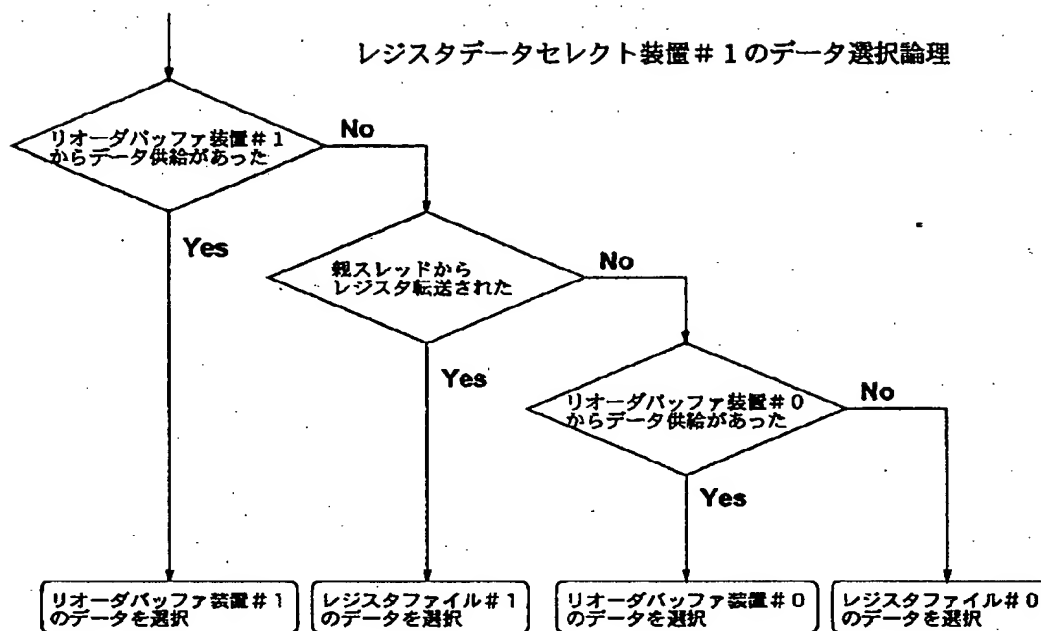 レジスタデータセレクト装置＃１のデータ選択論理
リオーダバッファ装置＃１
からデータ供給があった
No
Yes
親スレッドから
レジスタ転送された
No
Yes
リオーダバッファ装置＃０
からデータ供給があった
No
Yes
リオーダバッファ装置＃１
のデータを選択
レジスタファイル＃１
のデータを選択
リオーダバッファ装置＃０
のデータを選択
レジスタファイル＃０
のデータを選択